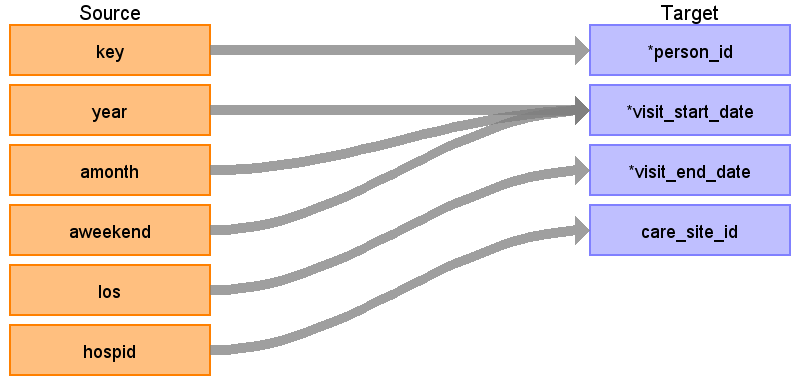 Source Target
key *person_id
year *visit_start_date
amonth *visit_end_date
aweekend care_site_id
los
hospid